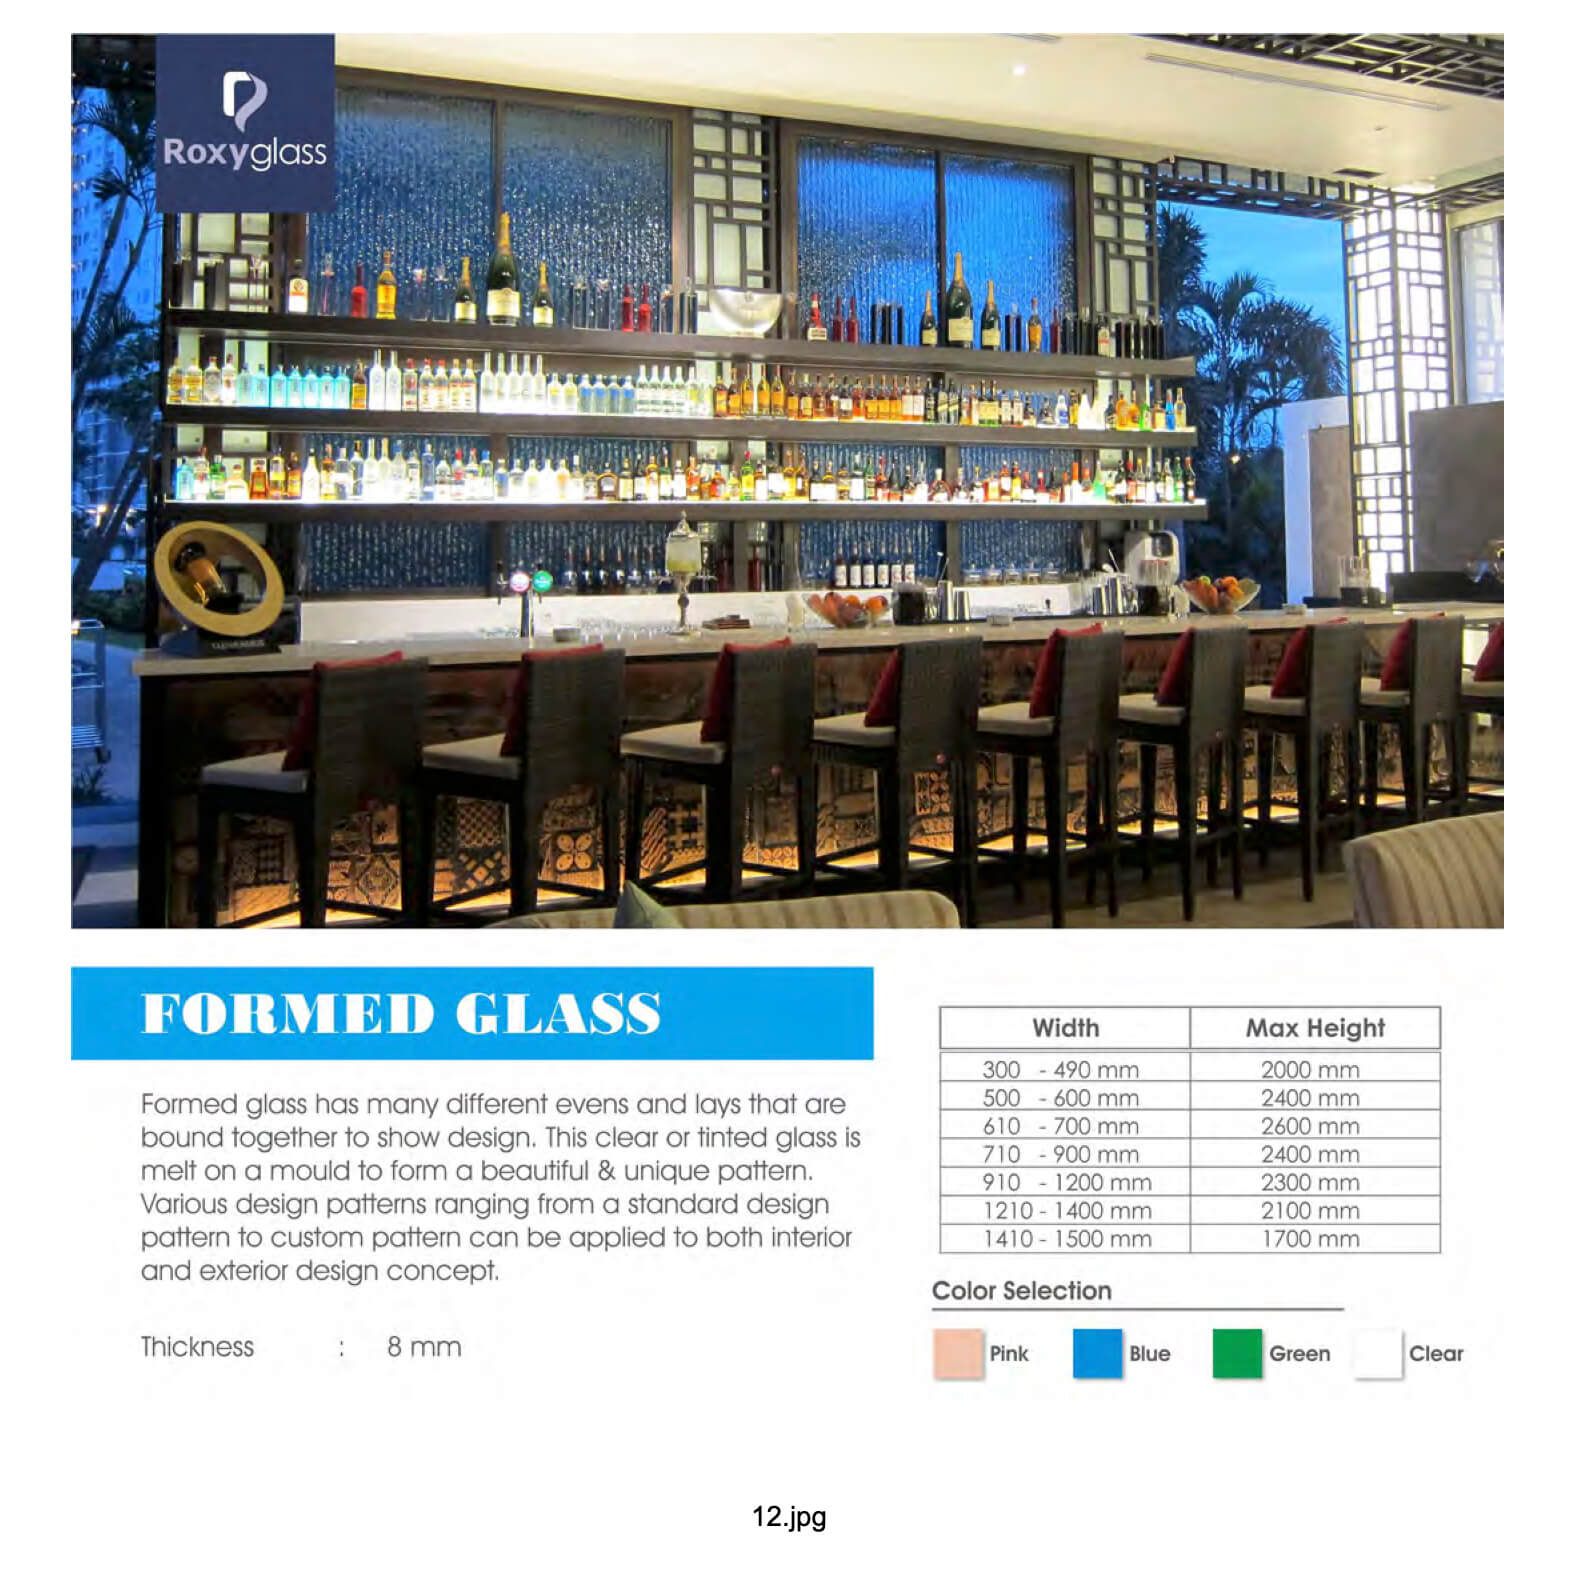 Roxyglass
FORMED GLASS
Formed glass has many different evens and lays that are
bound together to show design. This clear or tinted glass is
melt on a mould to form a beautiful & unique pattern.
Various design patterns ranging from a standard design
pattern to custom pattern can be applied to both interior
and exterior design concept.
Thickness : 8 mm
Width Max Height
300 - 490 mm 2000 mm
500 - 600 mm 2400 mm
610 - 700 mm 2600 mm
710 - 900 mm 2400 mm
910 - 1200 mm 2300 mm
1210 - 1400 mm 2100 mm
1410 - 1500 mm 1700 mm
Color Selection
Pink Blue Green Clear
12.jpg